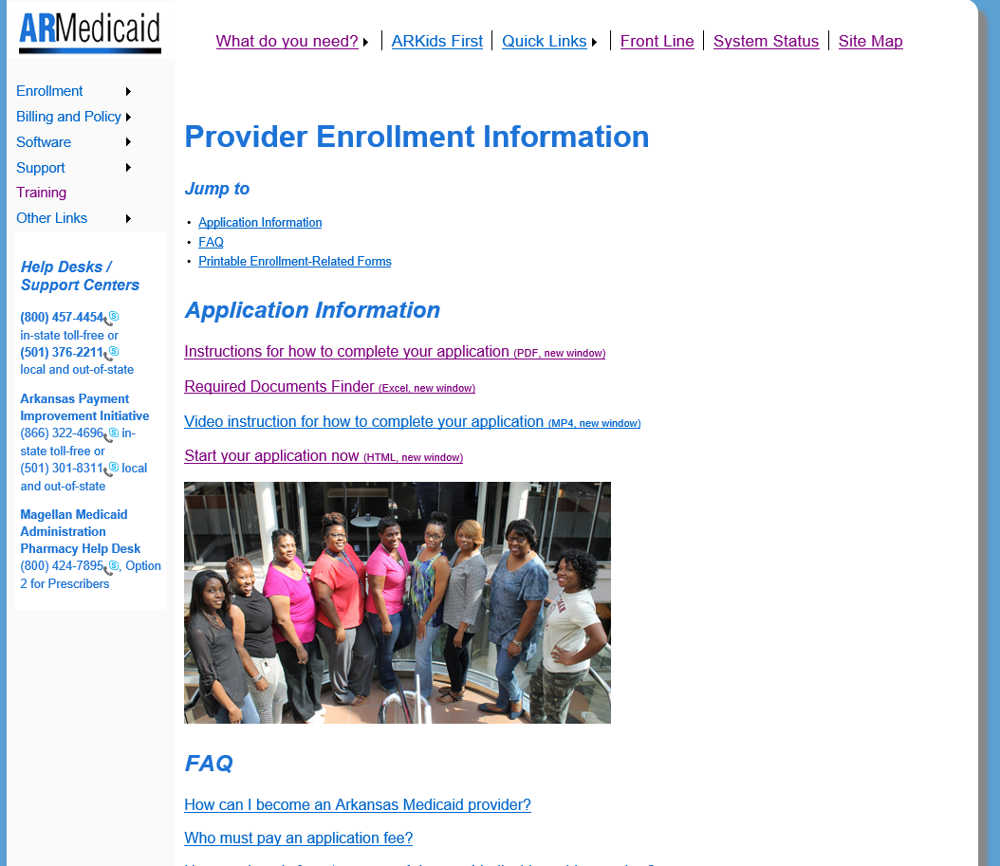 ARMedicaid
What do you need?
ARKids First
Quick Links
Front Line
System Status
Site Map
Enrollment
Billing and Policy
Software
Support
Training
Other Links
Help Desks /
Support Centers
(800) 457-4454
in-state toll-free or
(501) 376-2211
local and out-of-state
Arkansas Payment
Improvement Initiative
(866) 322-4696 in-
state toll-free or
(501) 301-8311 local
and out-of-state
Magellan Medicaid
Administration
Pharmacy Help Desk
(800) 424-7895, Option
2 for Prescribers
Provider Enrollment Information
Jump to
• Application Information
• FAQ
• Printable Enrollment-Related Forms
Application Information
Instructions for how to complete your application (PDF, new window)
Required Documents Finder (Excel, new window)
Video instruction for how to complete your application (MP4, new window)
Start your application now (HTML, new window)
FAQ
How can I become an Arkansas Medicaid provider?
Who must pay an application fee?